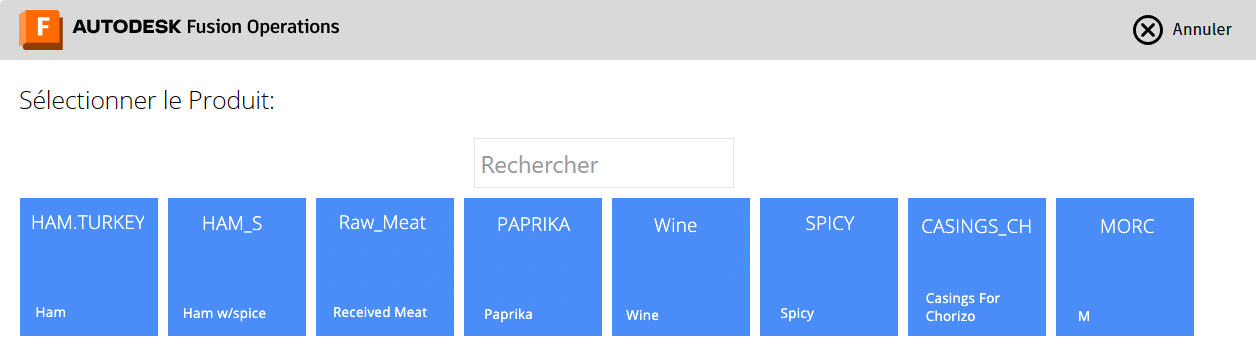 AUTODESK Fusion Operations
Annuler
Sélectionner le Produit:
Rechercher
HAM.TURKEY
Ham
HAM_S
Ham w/spice
Raw_Meat
Received Meat
PAPRIKA
Paprika
Wine
Wine
SPICY
Spicy
CASINGS_CH
Casings For
Chorizo
MORC
M